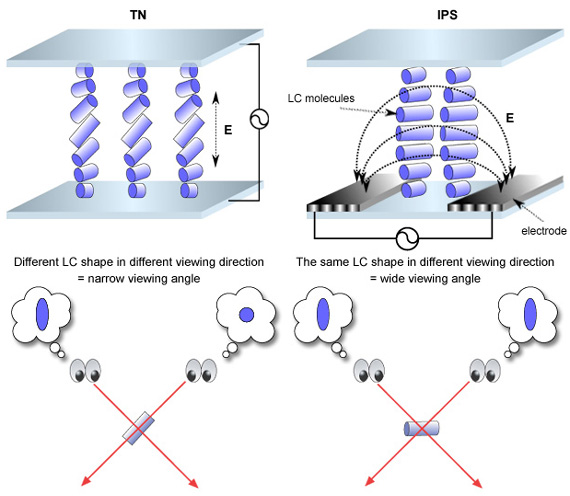 TN
IPS
LC molecules
E
E
electrode
Different LC shape in different viewing direction
= narrow viewing angle
The same LC shape in different viewing direction
= wide viewing angle